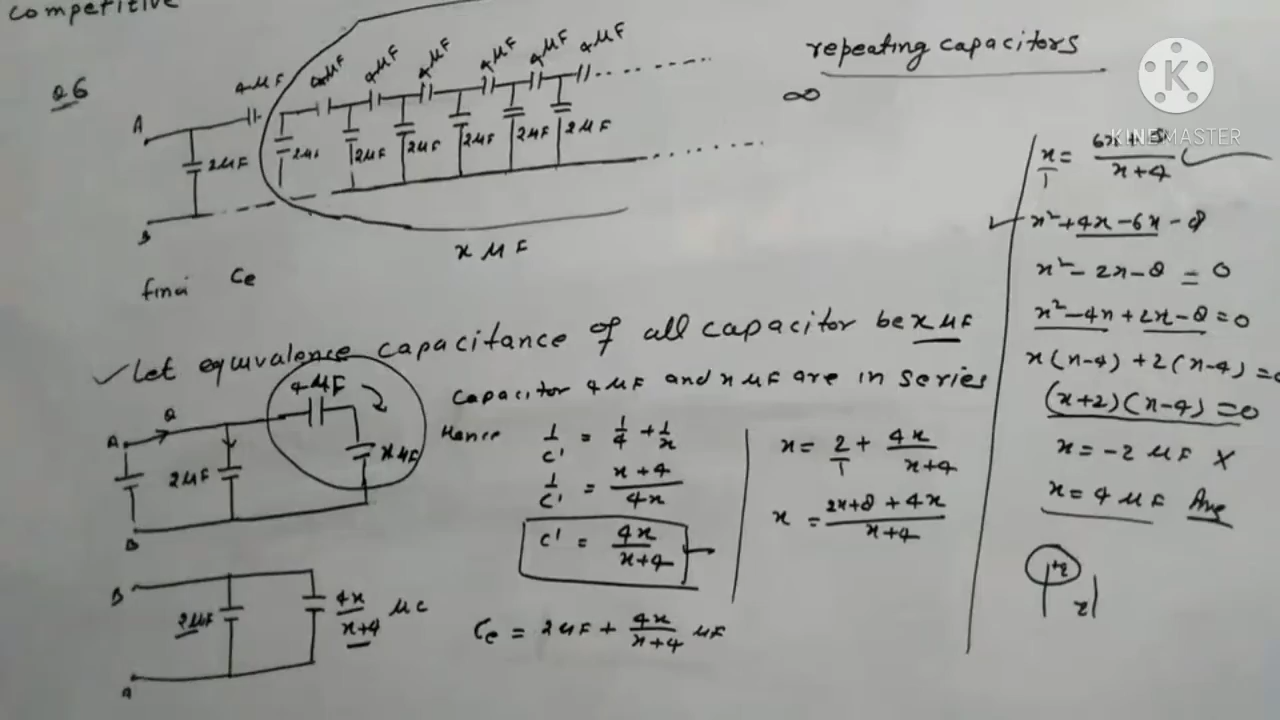 competitive
Q6
4μF 4μF 4μF 4μF 4μF 4μF 4μF
A
2μF 2μF 2μF 2μF 2μF 2μF
B
x μF
find Ce
repeating capacitors
∞
K
KINEMASTER
✓ Let equivalence capacitance of all capacitor be x μF
4μF
A Q
2μF x μF
B
B
2μF 4x/x+4 μC
A
Capacitor 4μF and x μF are in series
Hence 1/C' = 1/4 + 1/x
1/C' = x+4/4x
C' = 4x/x+4
Ce = 2μF + 4x/x+4 μF
x = 2/1 + 4x/x+4
x = 2x+8+4x/x+4
x/1 = 6x+8/x+4
x²+4x-6x-8
x²-2x-8 = 0
x²-4x+2x-8=0
x(x-4)+2(x-4)=0
(x+2)(x-4)=0
x = -2 μF X
x = 4 μF Ans